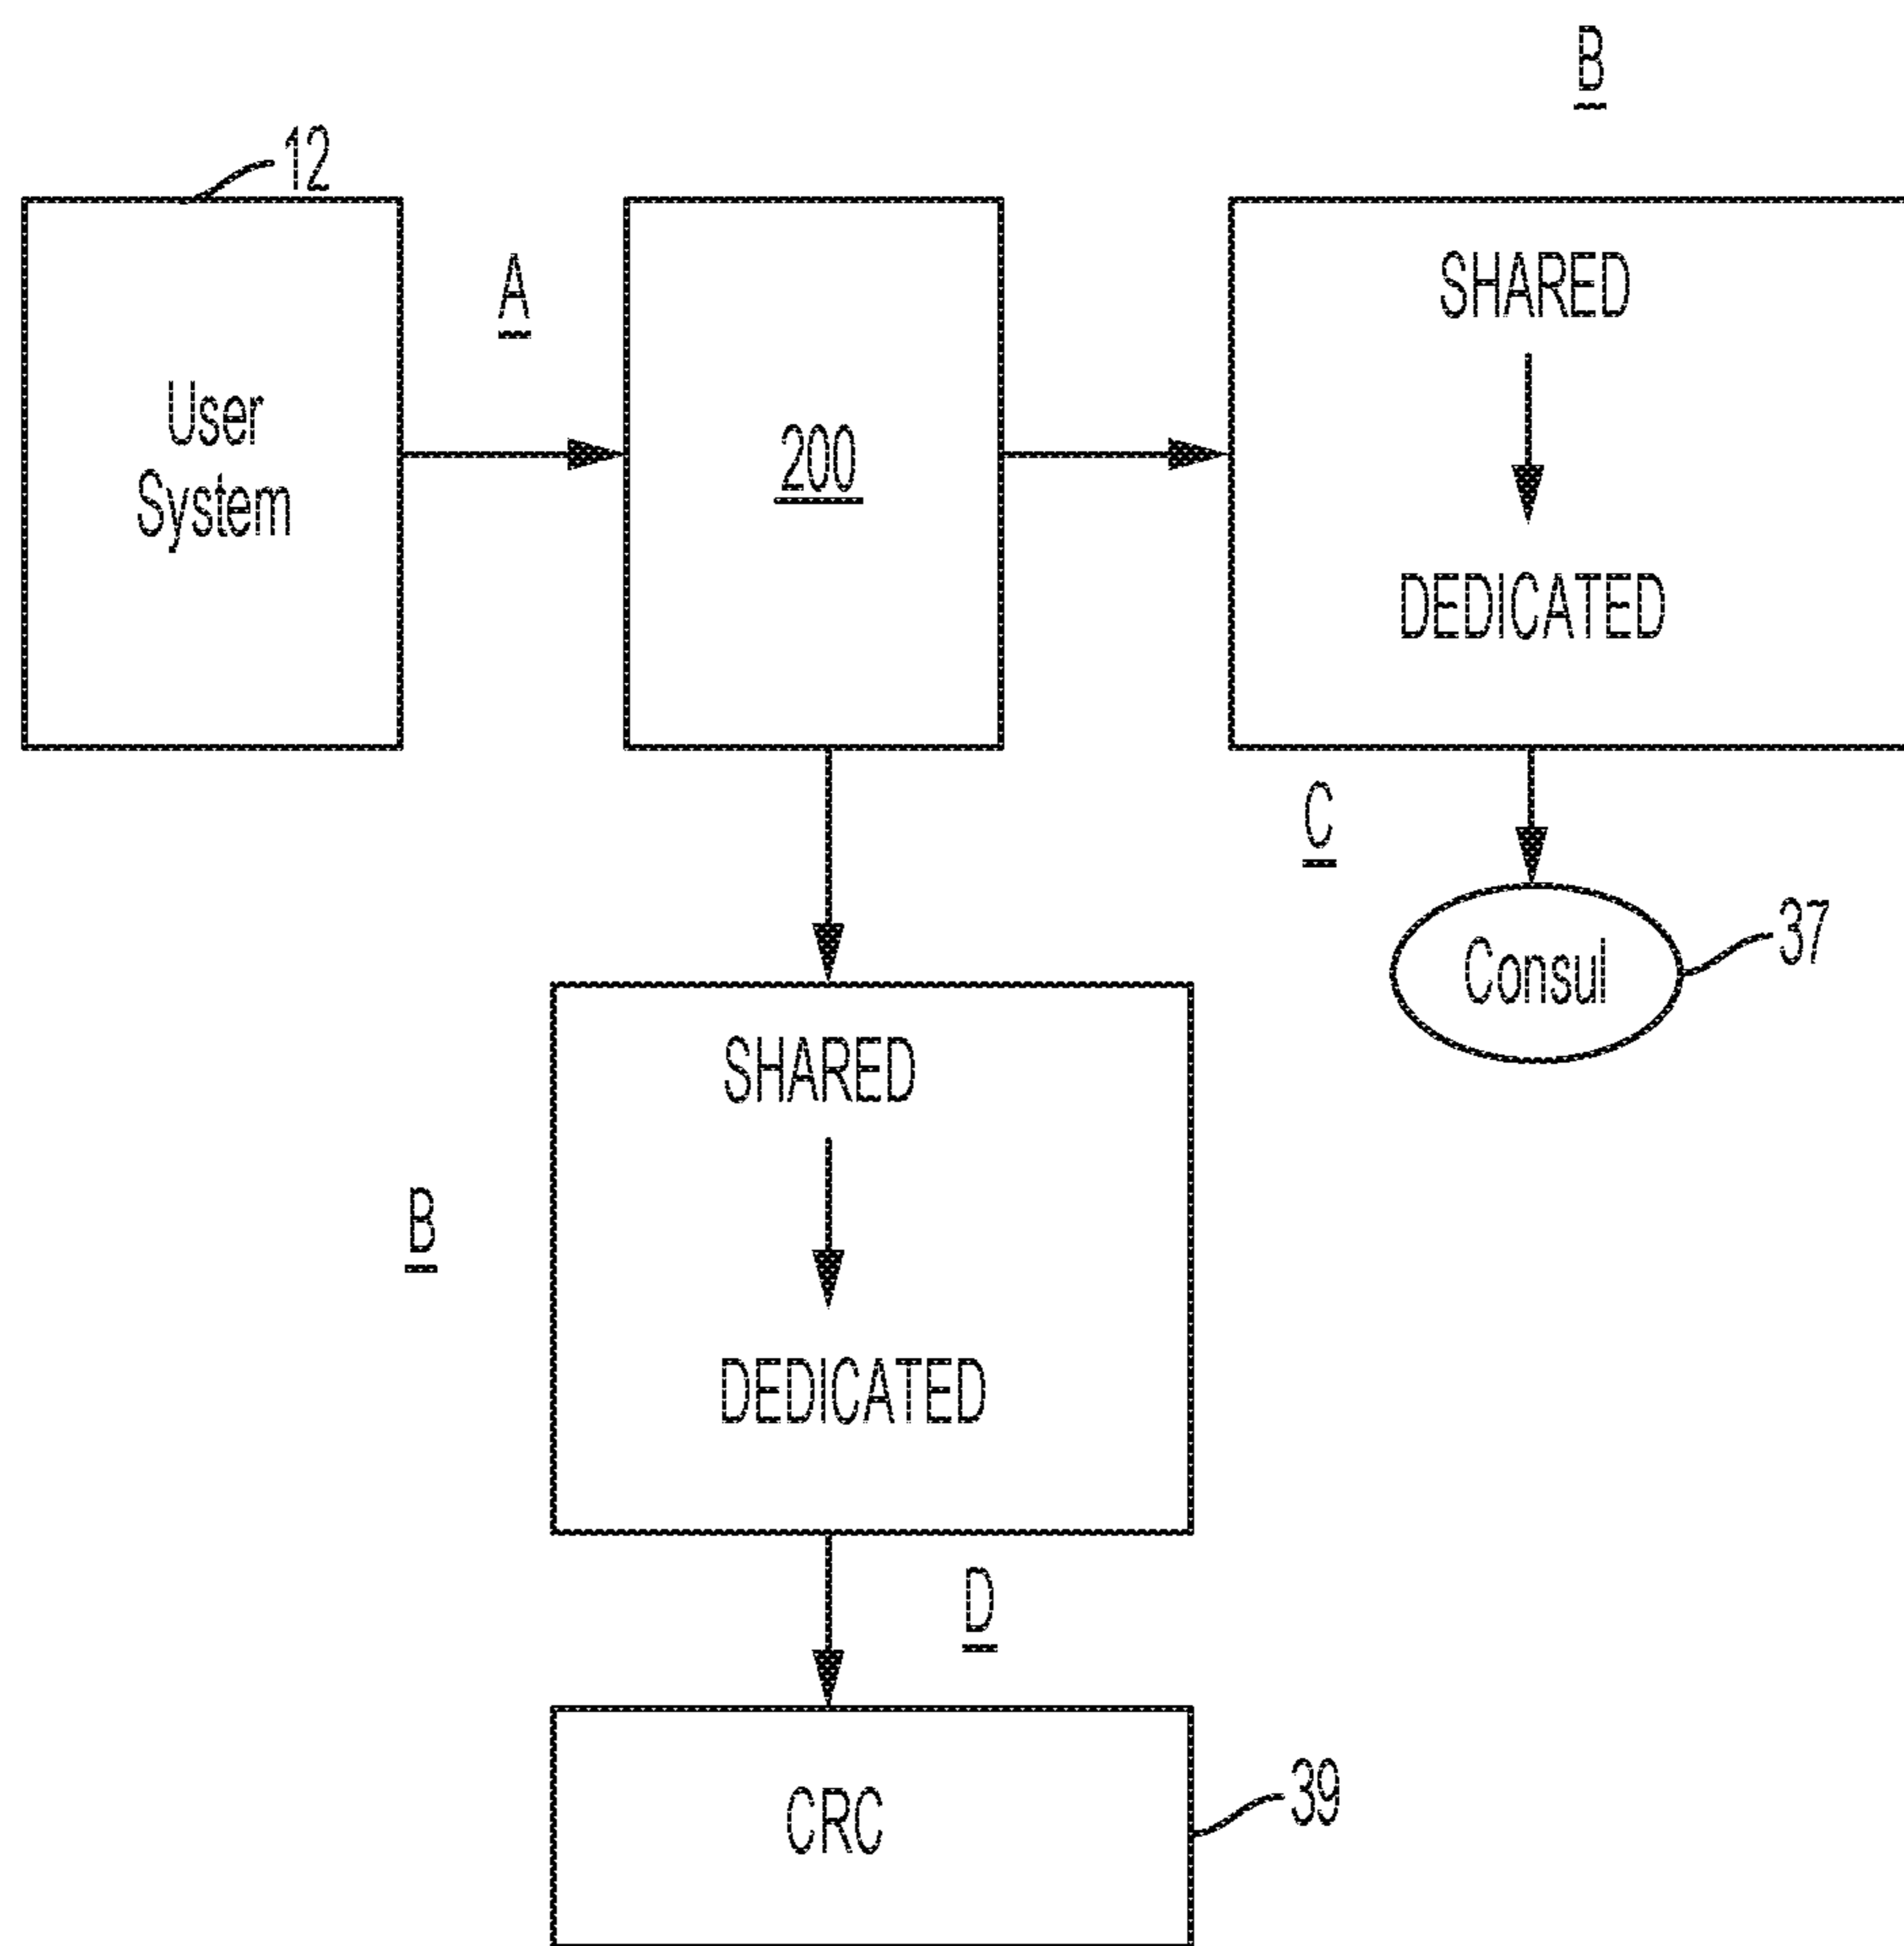 B
12
A
SHARED
User
System
200
DEDICATED
C
Consul
37
SHARED
B
DEDICATED
D
CRC
39